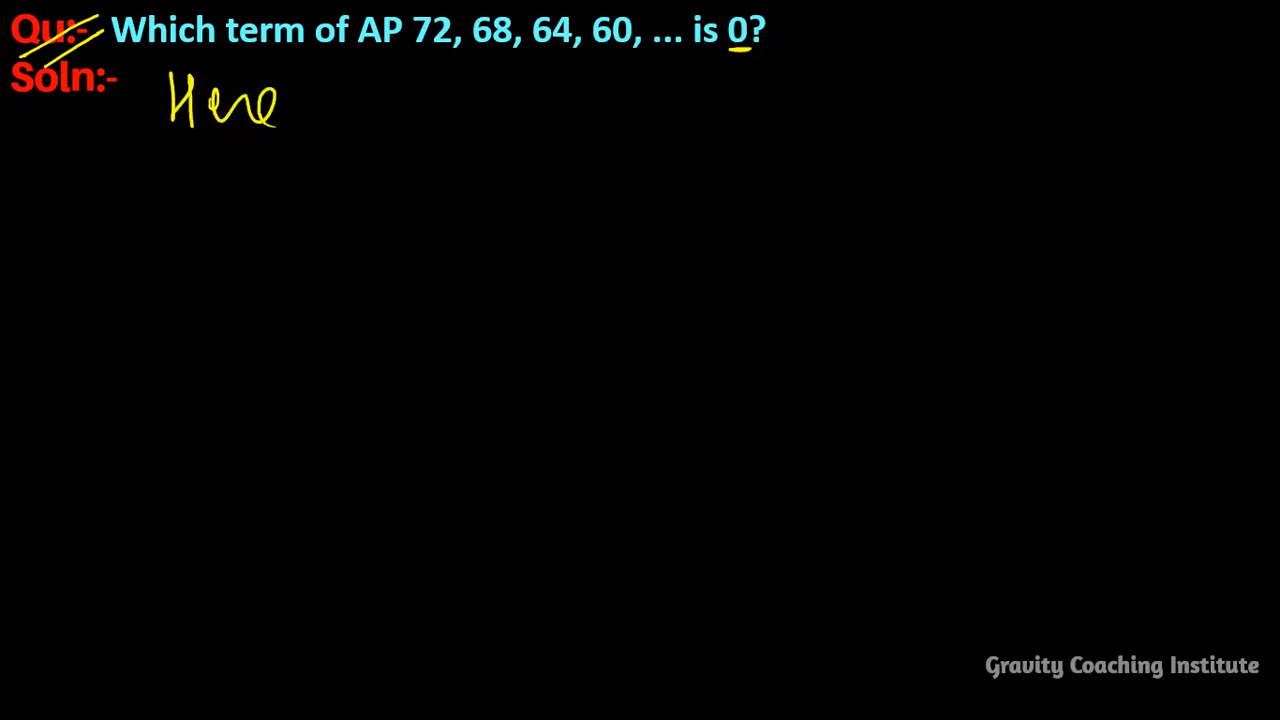 Qu:- Which term of AP 72, 68, 64, 60, ... is 0?
Soln:-
Here
Gravity Coaching Institute